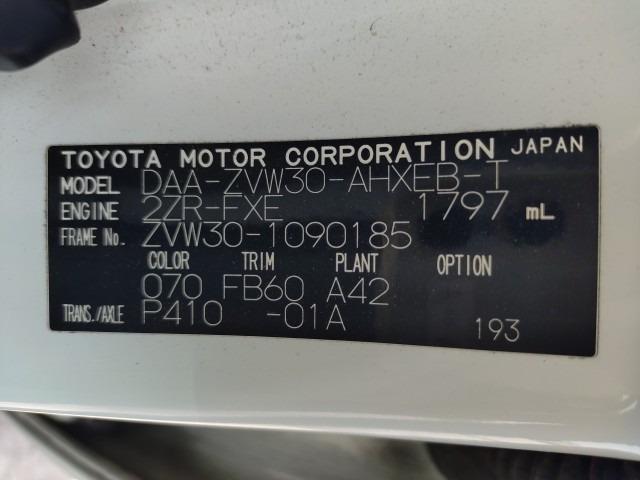 TOYOTA MOTOR CORPORATION JAPAN
MODEL DAA-ZVW30-AHXEB-T
ENGINE 2ZR-FXE 1797 mL
FRAME No. ZVW30-1090185
COLOR TRIM PLANT OPTION
070 FB60 A42
TRANS./AXLE P410 -01A 193